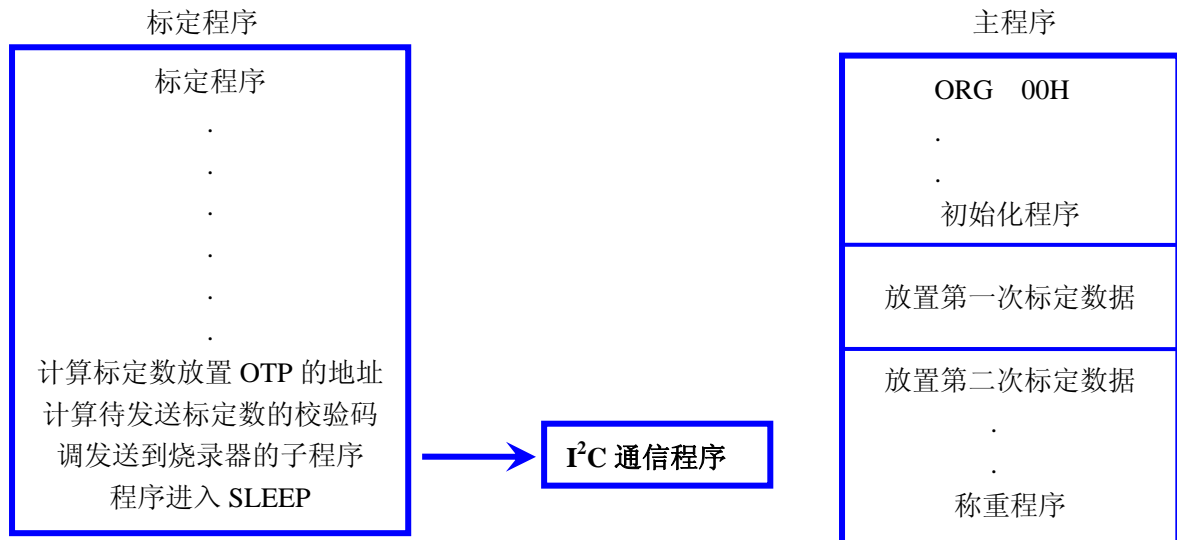 标定程序
标定程序
.
.
.
.
.
.
计算标定数放置 OTP 的地址
计算待发送标定数的校验码
调发送到烧录器的子程序
程序进入 SLEEP
I²C 通信程序
主程序
ORG 00H
.
.
初始化程序
放置第一次标定数据
放置第二次标定数据
.
.
称重程序